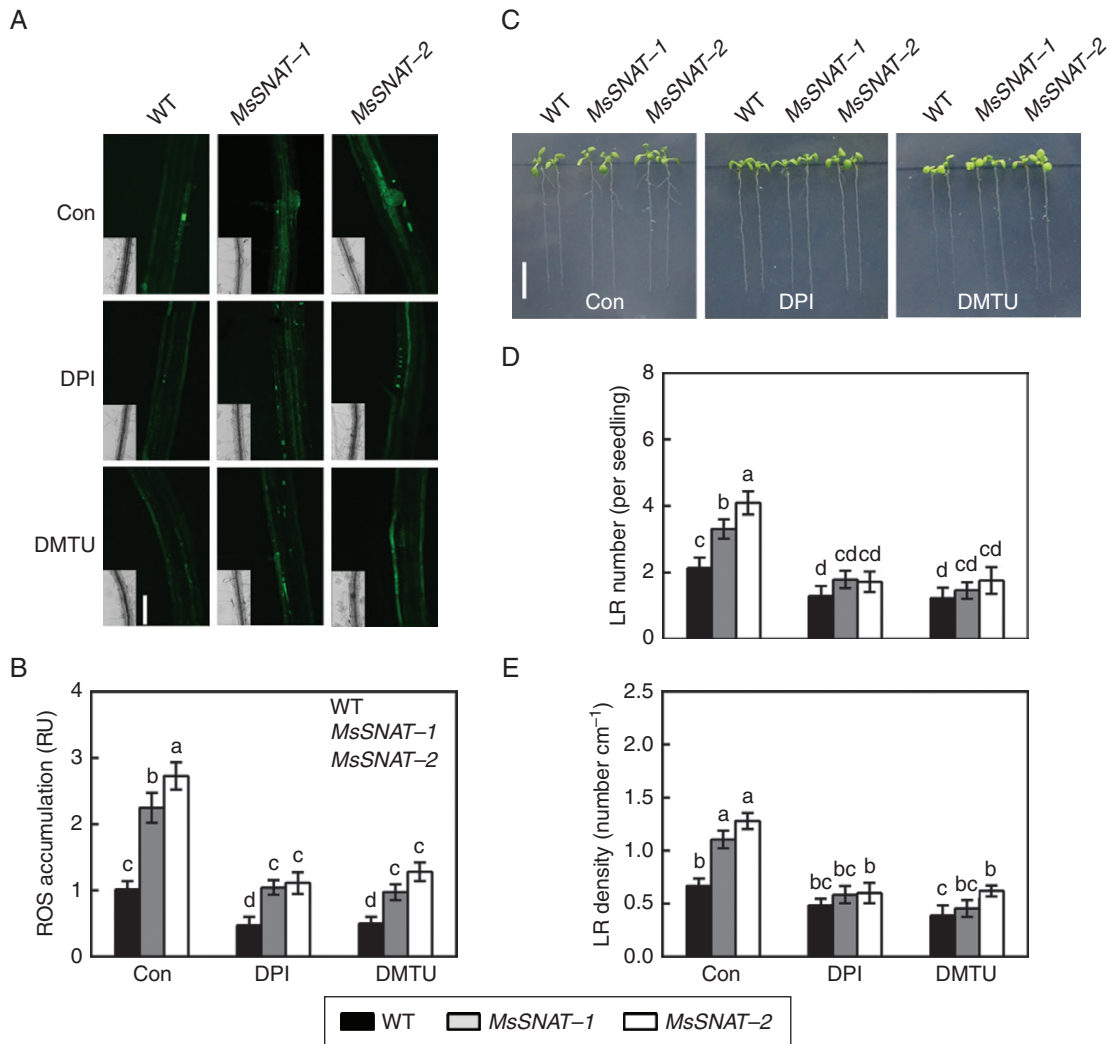 A
WT
MsSNAT–1
MsSNAT–2
Con
DPI
DMTU
B
ROS accumulation (RU)
4
3
2
1
0
WT
MsSNAT–1
MsSNAT–2
c
b
a
d
c
c
d
c
c
Con
DPI
DMTU
C
WT
MsSNAT–1
MsSNAT–2
WT
MsSNAT–1
MsSNAT–2
WT
MsSNAT–1
MsSNAT–2
Con
DPI
DMTU
D
LR number (per seedling)
8
6
4
2
0
c
b
a
d
cd
cd
d
cd
cd
E
LR density (number cm⁻¹)
2.5
2.0
1.5
1.0
0.5
0.0
b
a
a
bc
bc
b
c
bc
b
Con
DPI
DMTU
WT
MsSNAT–1
MsSNAT–2